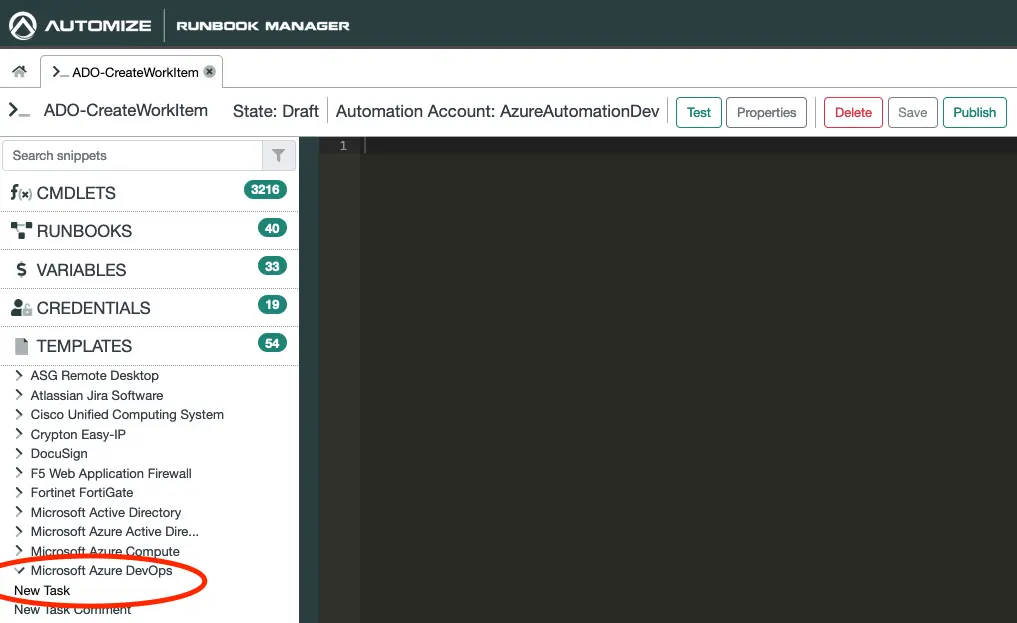 AUTOMIZE RUNBOOK MANAGER
>_ ADO-CreateWorkItem
>_ ADO-CreateWorkItem State: Draft Automation Account: AzureAutomationDev Test Properties Delete Save Publish
Search snippets
1
f(x) CMDLETS 3216
RUNBOOKS 40
$ VARIABLES 33
CREDENTIALS 19
TEMPLATES 54
ASG Remote Desktop
Atlassian Jira Software
Cisco Unified Computing System
Crypton Easy-IP
DocuSign
F5 Web Application Firewall
Fortinet FortiGate
Microsoft Active Directory
Microsoft Azure Active Dire...
Microsoft Azure Compute
Microsoft Azure DevOps
New Task
New Task Comment